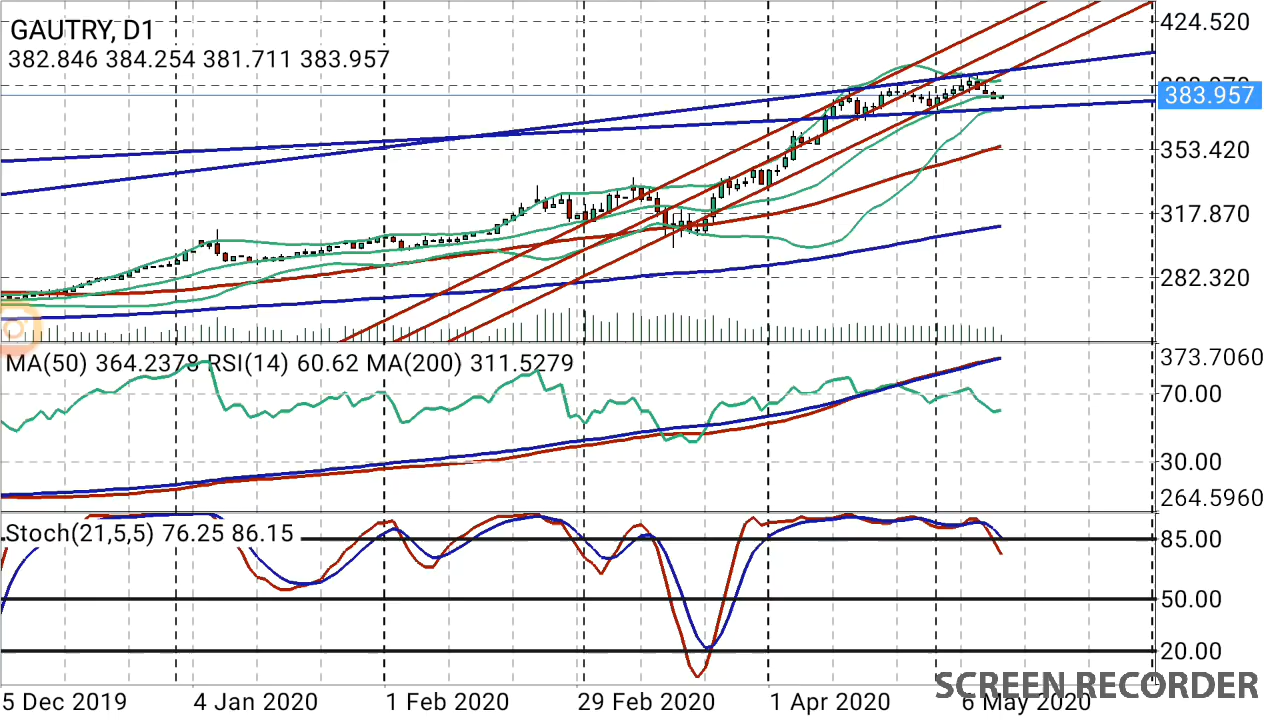 GAUTRY, D1
382.846 384.254 381.711 383.957
424.520
383.957
353.420
317.870
282.320
MA(50) 364.2378 RSI(14) 60.62 MA(200) 311.5279
373.7060
70.00
30.00
264.5960
Stoch(21,5,5) 76.25 86.15
85.00
50.00
20.00
SCREEN RECORDER
5 Dec 2019 4 Jan 2020 1 Feb 2020 29 Feb 2020 1 Apr 2020 6 May 2020